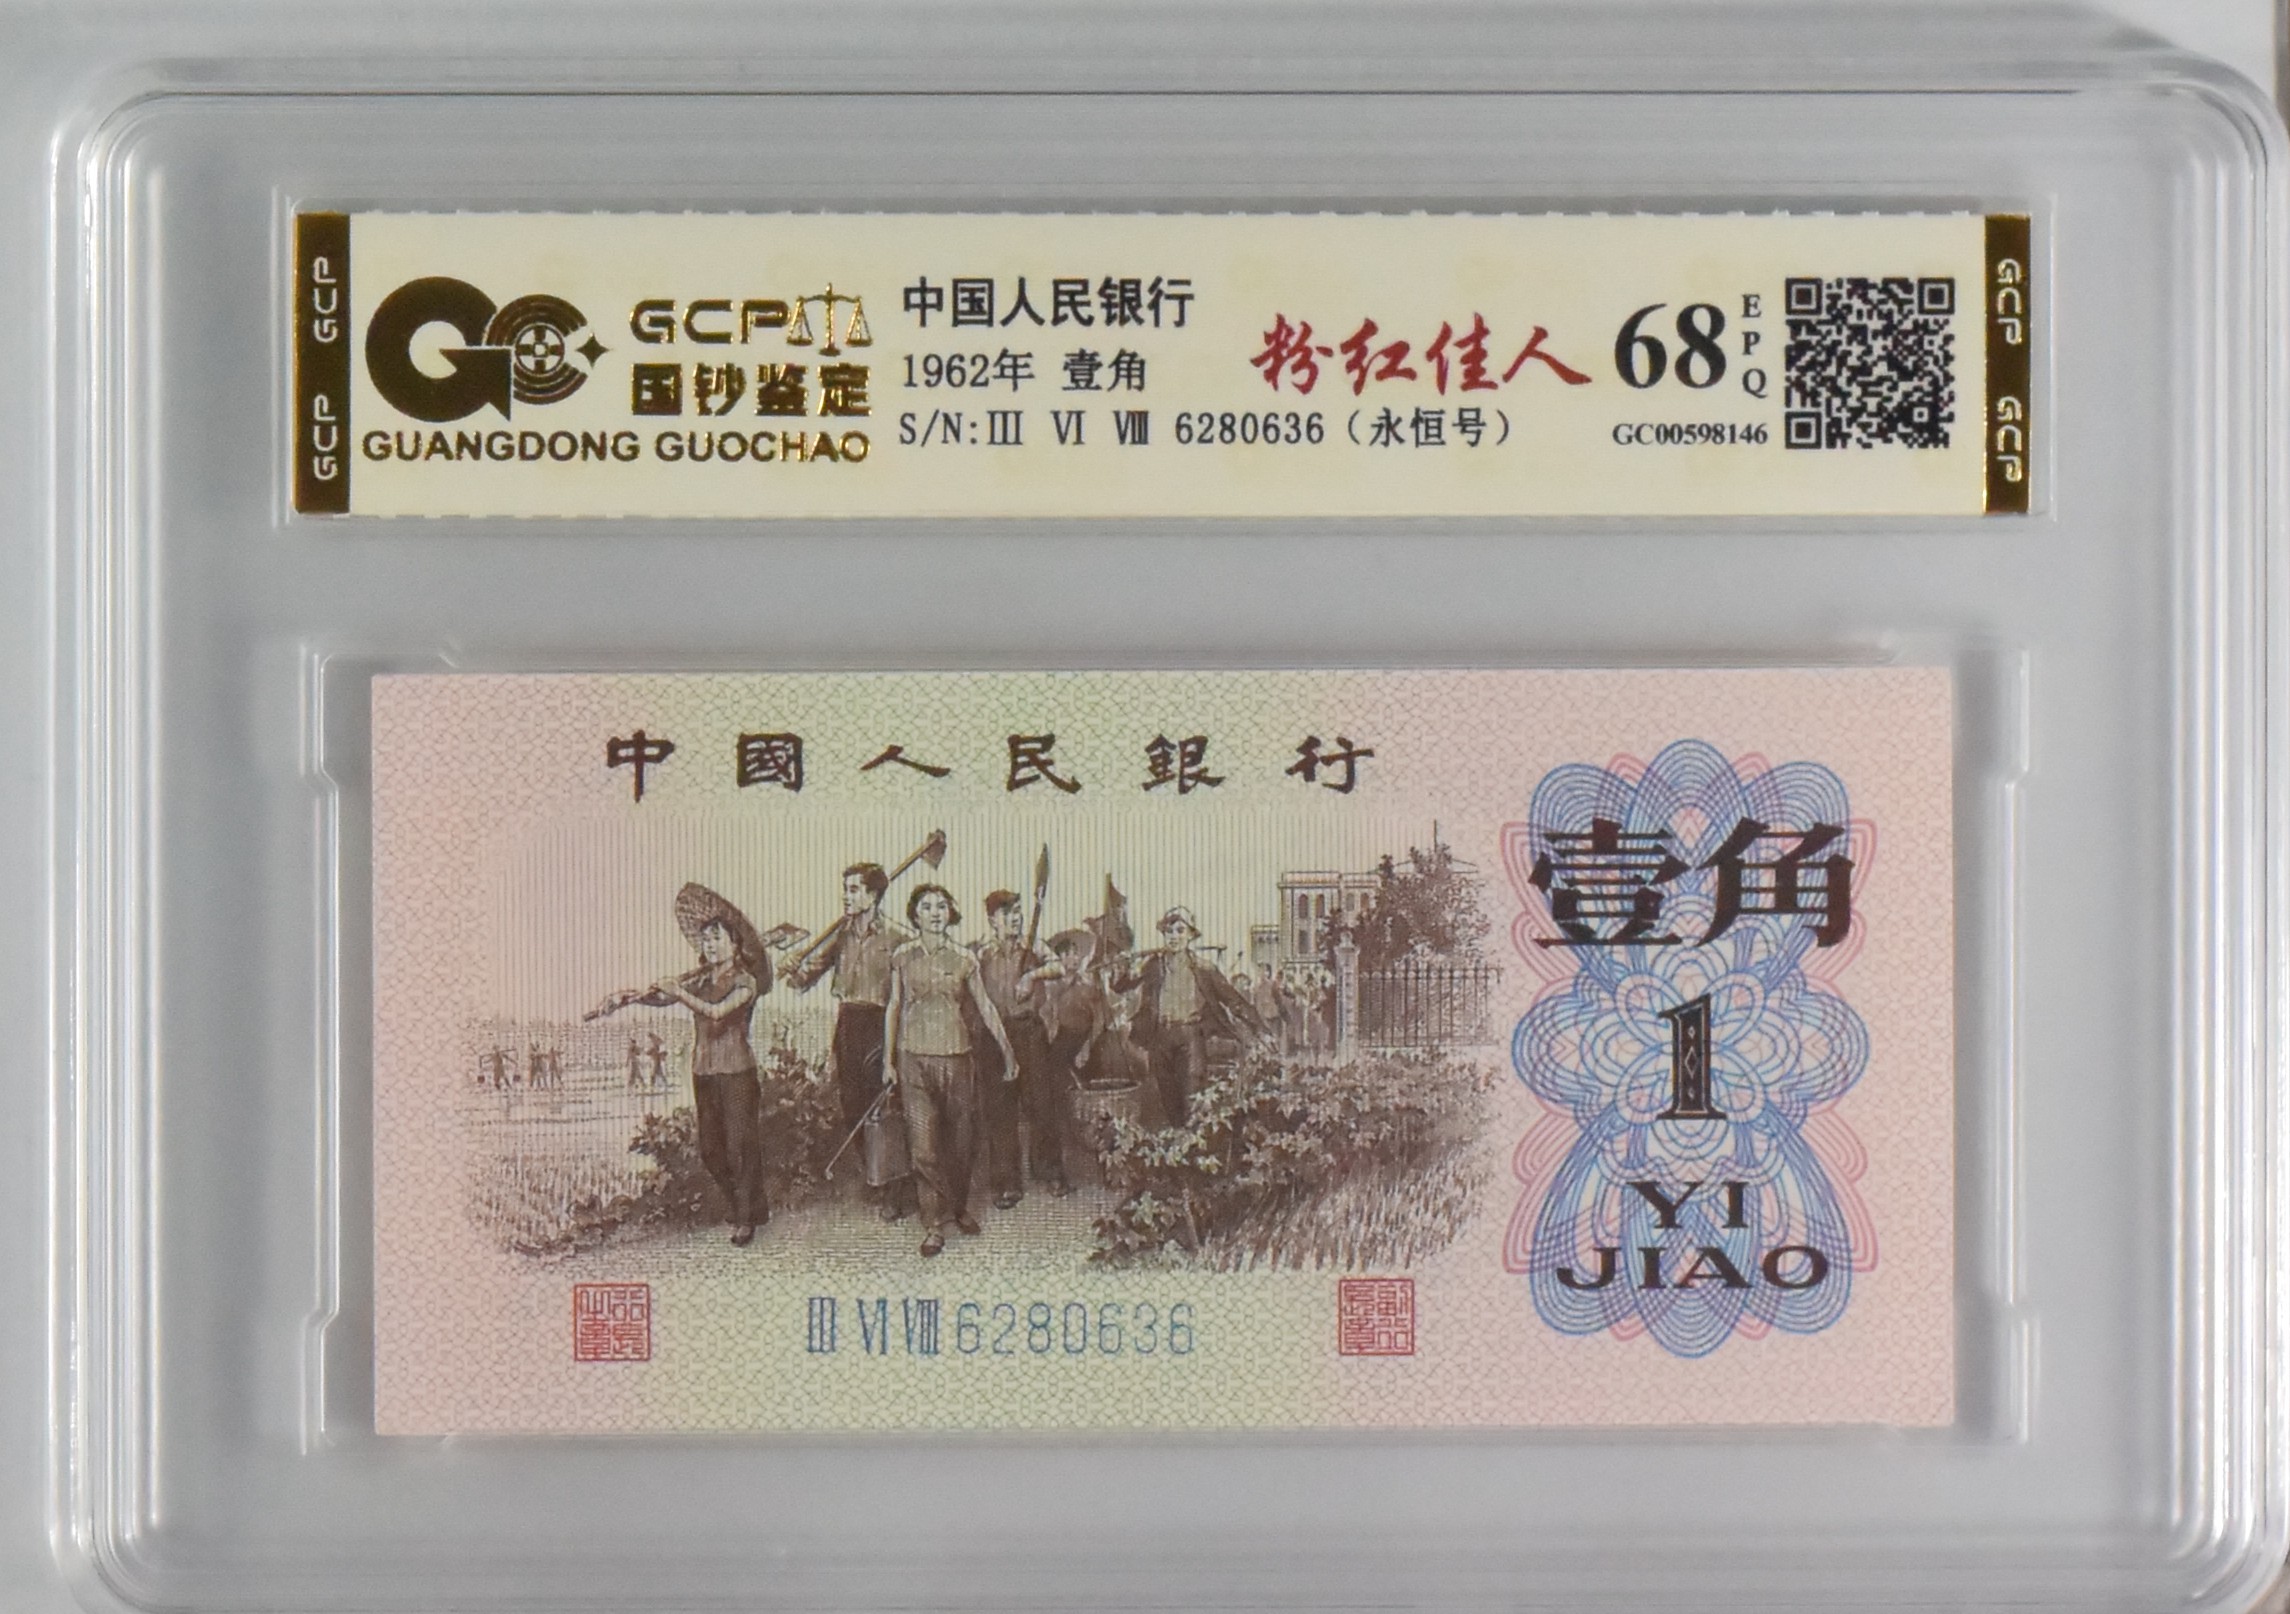 GCP GCP
GCP
国钞鉴定
GUANGDONG GUOCHAO
中国人民银行
1962年 壹角
S/N:Ⅲ Ⅵ Ⅷ 6280636（永恒号）
粉红佳人
68
EPQ
GC00598146
GCP GCP
中國人民銀行
壹角
1
YI
JIAO
Ⅲ Ⅵ Ⅷ 6280636